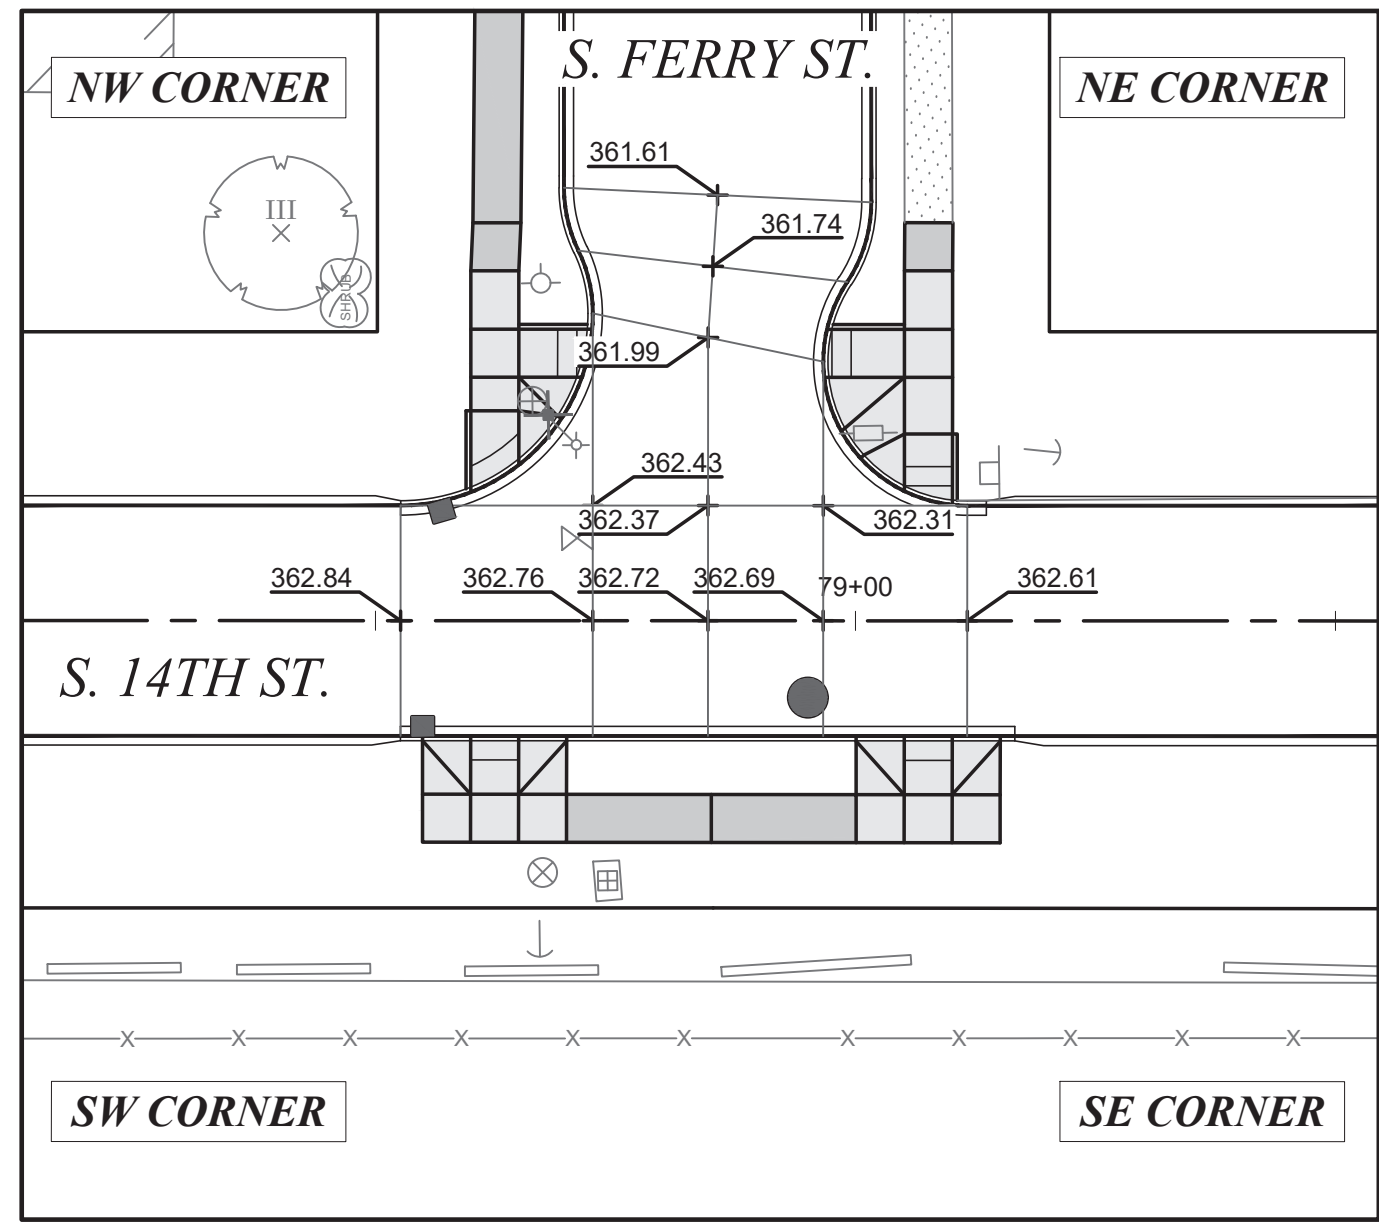 S. FERRY ST.
NW CORNER
NE CORNER
361.61
III
361.74
SHRUB
361.99
362.43
362.37
362.31
362.84
362.76
362.72
362.69
79+00
362.61
S. 14TH ST.
X X X X X X X X X X X
SW CORNER
SE CORNER